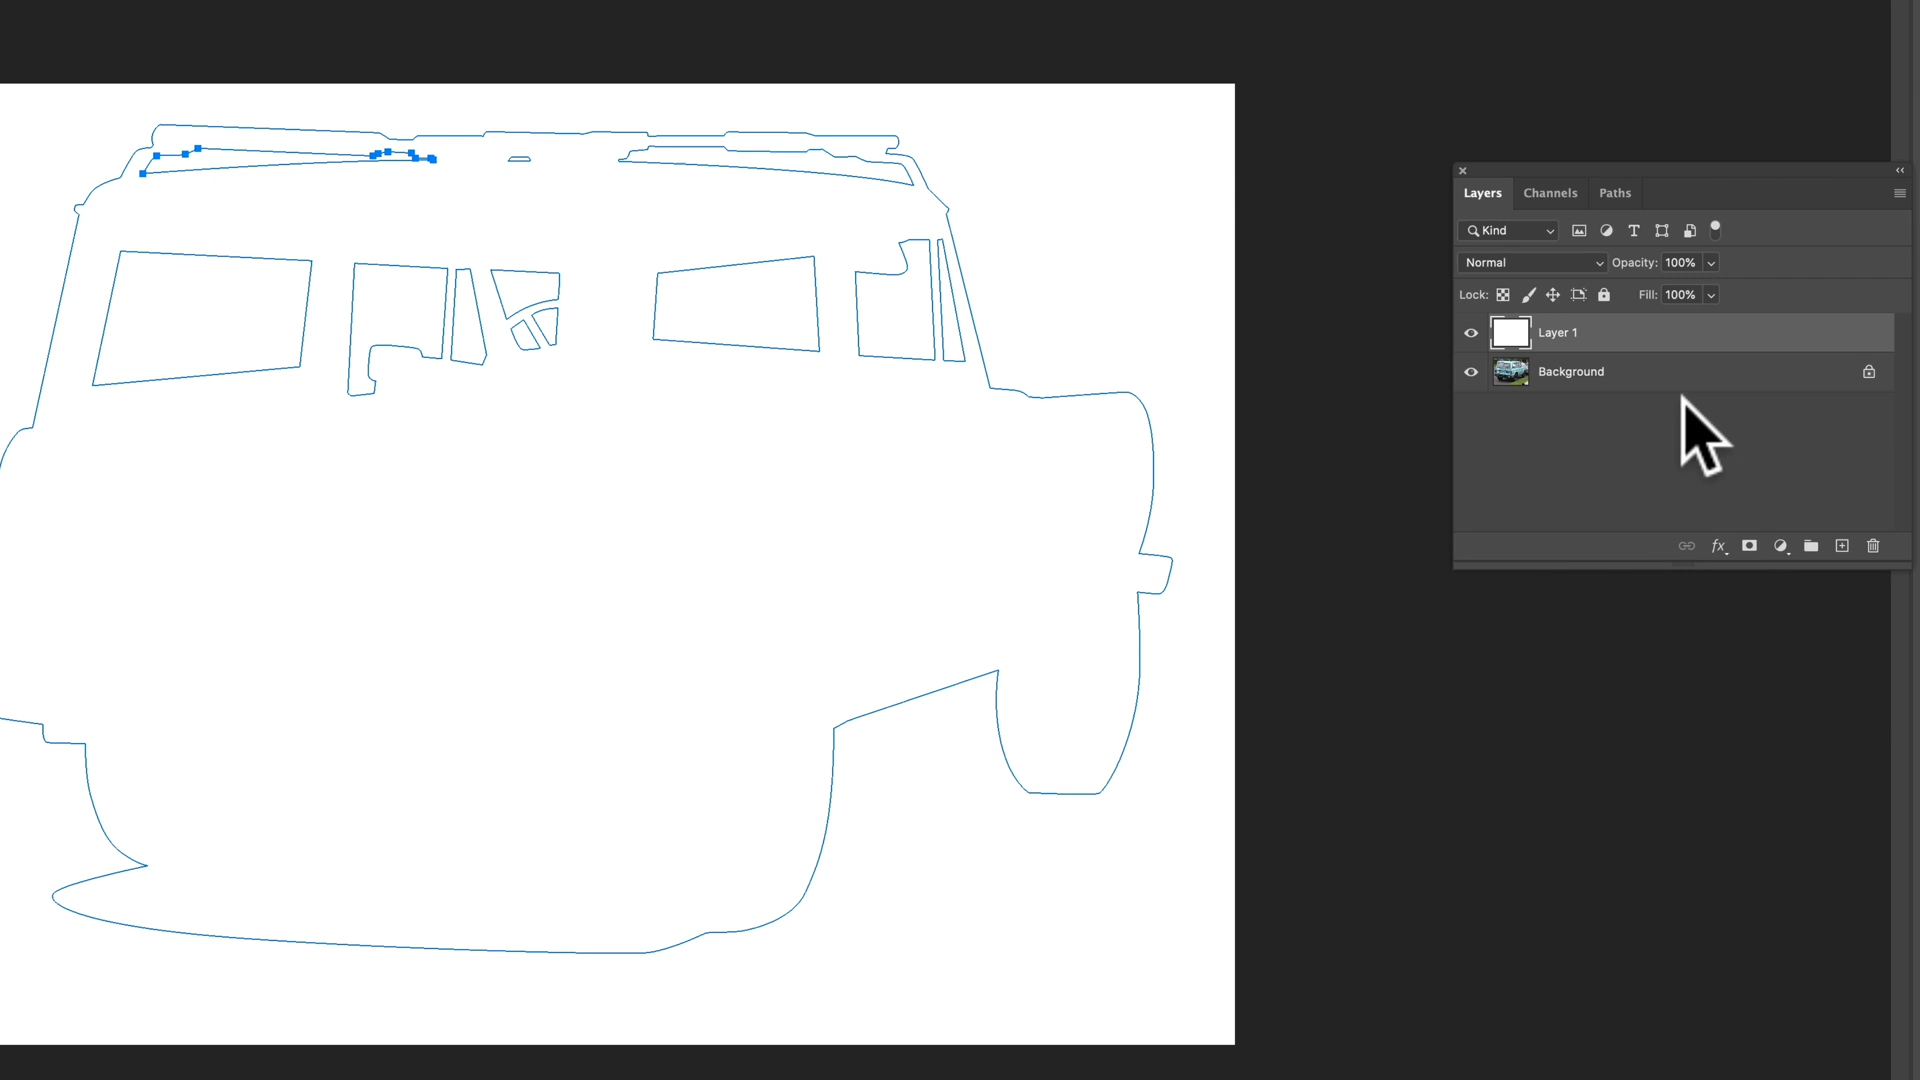 Layers Channels Paths
Kind
Normal Opacity: 100%
Lock: Fill: 100%
Layer 1
Background
fx